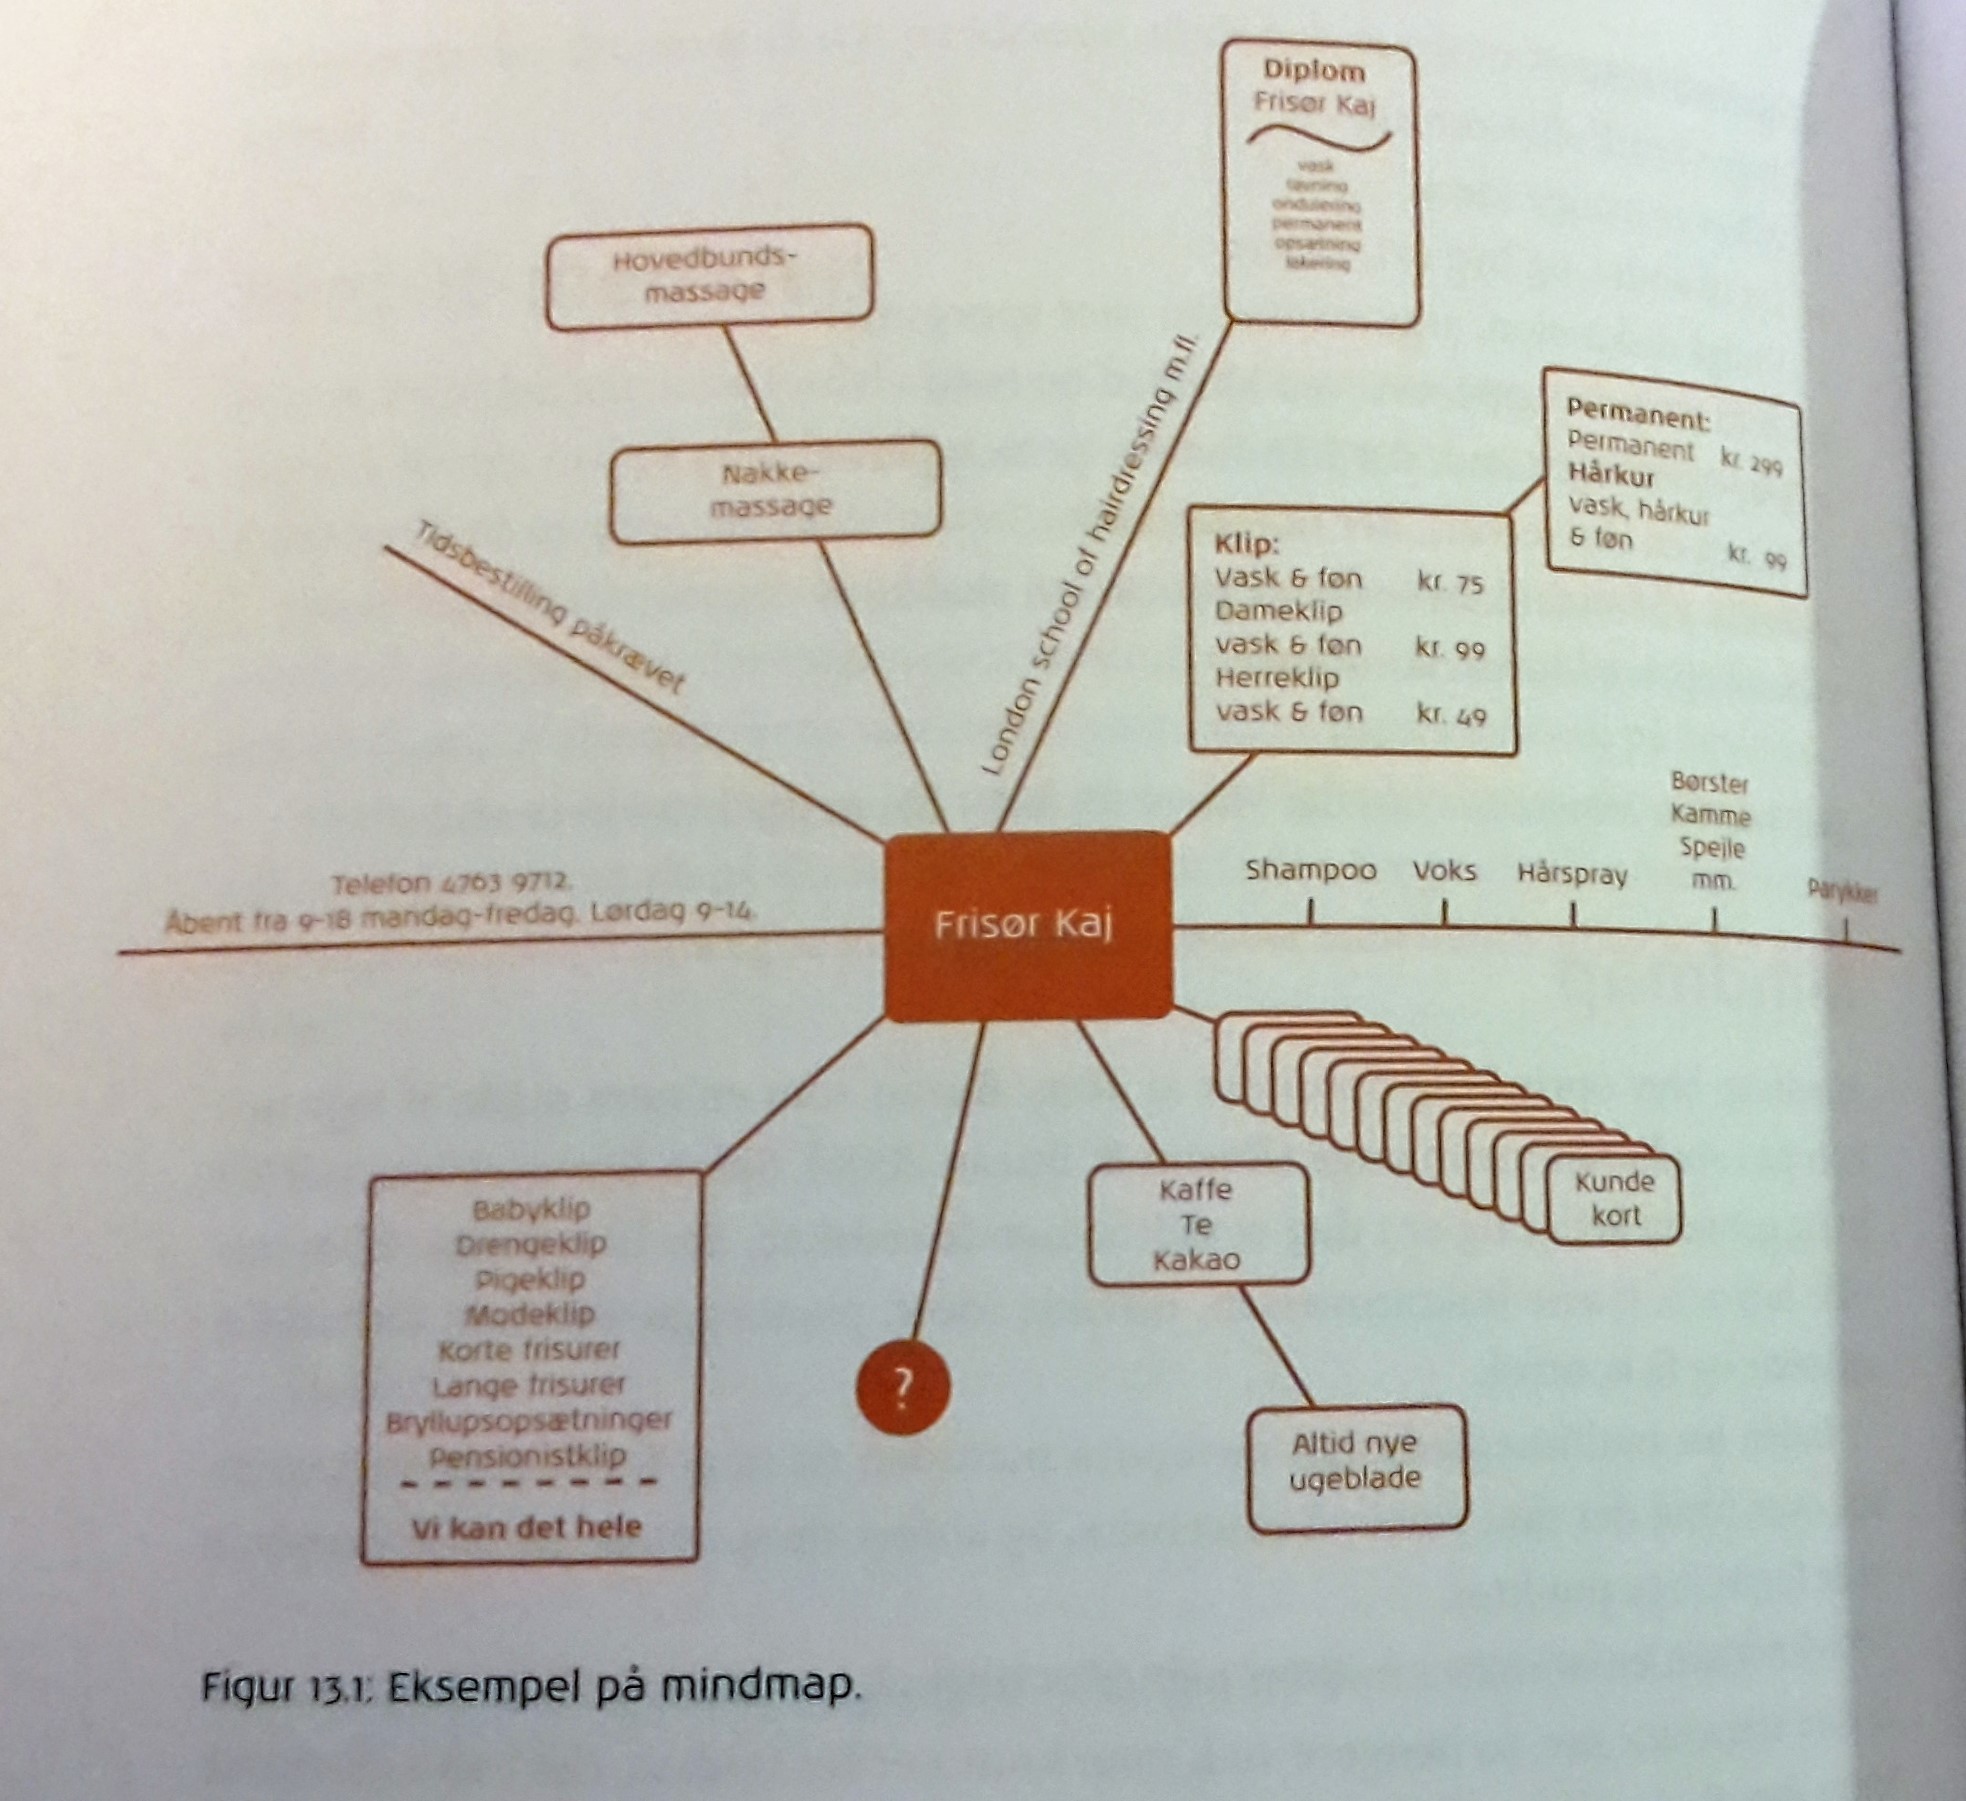 Diplom
Frisør Kaj
vask
farvning
ondulering
permanent
opsætning
Hovedbunds-
massage
Nakke-
massage
Tidsbestilling påkrævet
London school of hairdressing m.fl.
Permanent:
Permanent kr. 299
Hårkur
vask, hårkur
& føn kr. 99
Klip:
Vask & føn kr. 75
Dameklip
vask & føn kr. 99
Herreklip
vask & føn kr. 49
Telefon 4763 9712.
Åbent fra 9-18 mandag-fredag. Lørdag 9-14.
Frisør Kaj
Shampoo
Voks
Hårspray
Børster
Kamme
Spejle
mm.
Parykker
Kunde
kort
Kaffe
Te
Kakao
Altid nye
ugeblade
?
Babyklip
Drengeklip
Pigeklip
Modeklip
Korte frisurer
Lange frisurer
Bryllupsopsætninger
Pensionistklip
Vi kan det hele
Figur 13.1: Eksempel på mindmap.